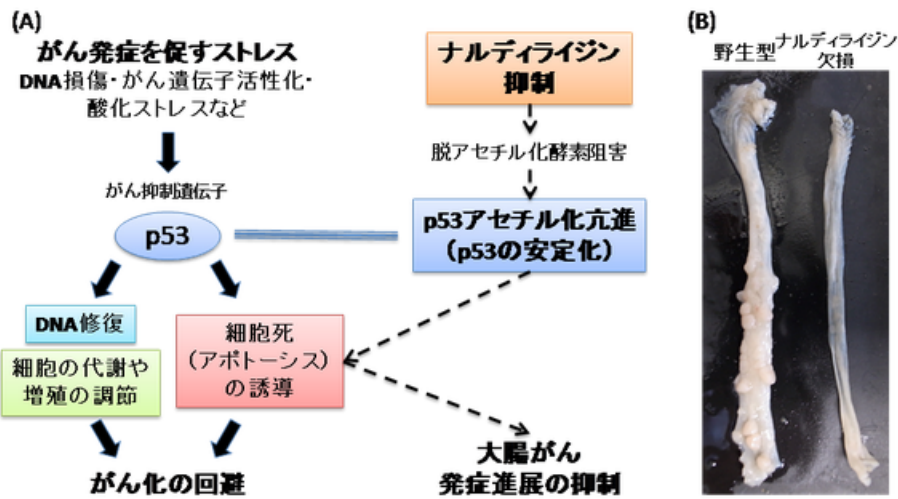 (A)
がん発症を促すストレス
DNA損傷・がん遺伝子活性化・
酸化ストレスなど
がん抑制遺伝子
p53
DNA修復
細胞の代謝や
増殖の調節
細胞死
(アポトーシス)
の誘導
がん化の回避
ナルディライジン
抑制
脱アセチル化酵素阻害
p53アセチル化亢進
(p53の安定化)
大腸がん
発症進展の抑制
(B)
野生型
ナルディライジン
欠損